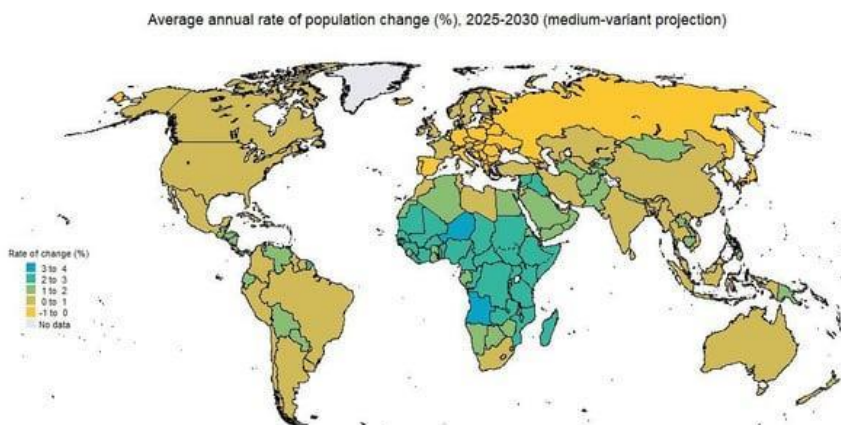 Average annual rate of population change (%), 2025-2030 (medium-variant projection)
Rate of change (%)
3 to 4
2 to 3
1 to 2
0 to 1
-1 to 0
No data